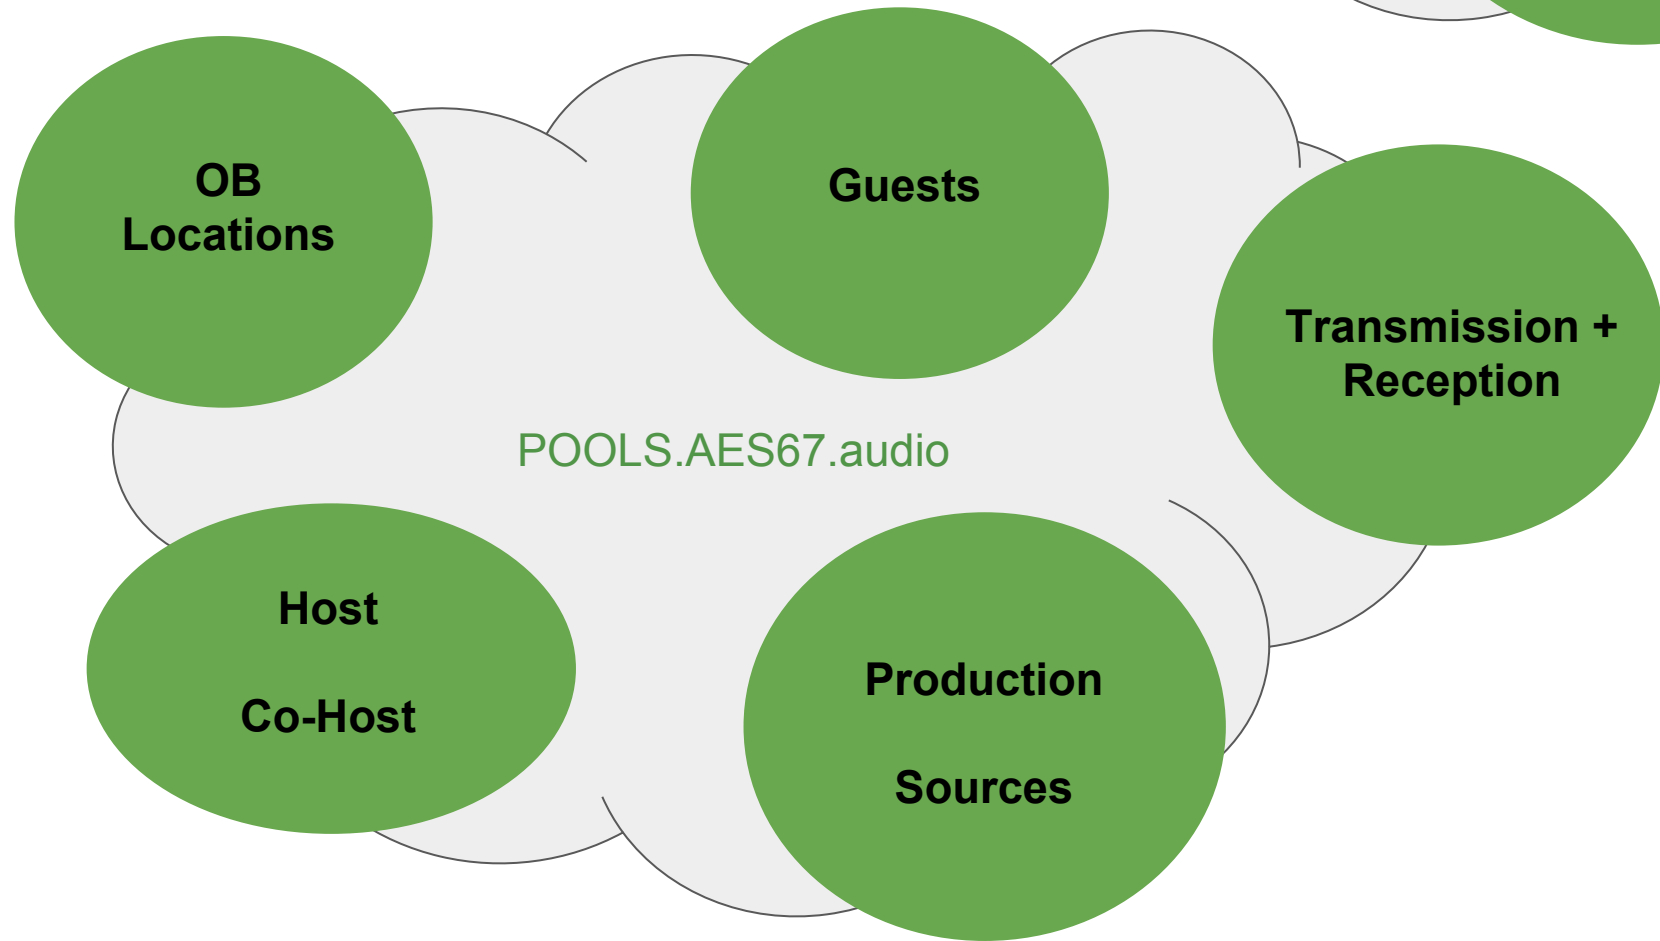 OB
Locations
Guests
Transmission +
Reception
POOLS.AES67.audio
Host
Co-Host
Production
Sources